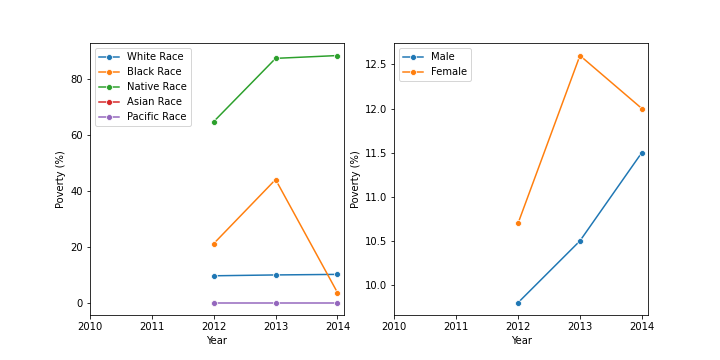 White Race
Black Race
Native Race
Asian Race
Pacific Race
80
60
40
20
0
Poverty (%)
2010 2011 2012 2013 2014
Year
Male
Female
12.5
12.0
11.5
11.0
10.5
10.0
Poverty (%)
2010 2011 2012 2013 2014
Year